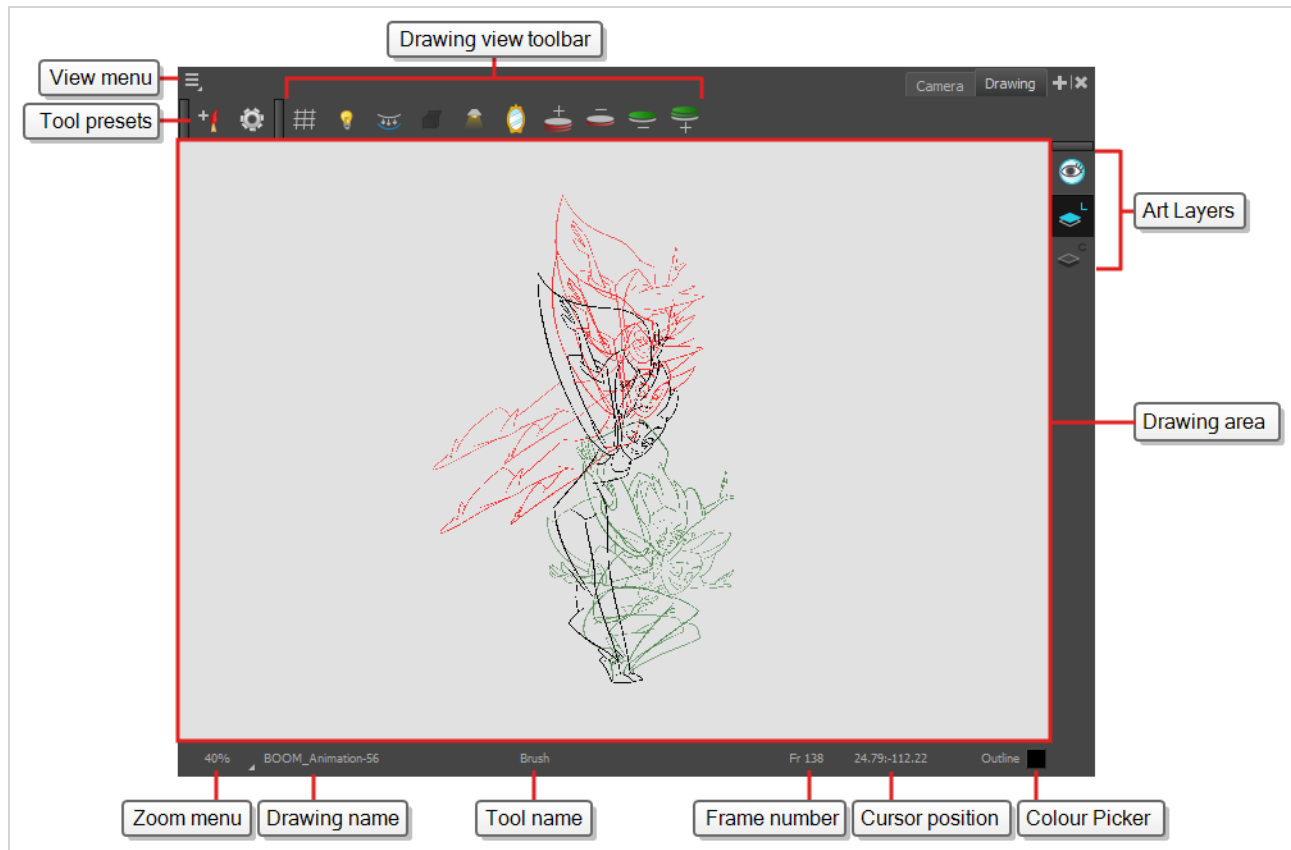 Drawing view toolbar
View menu
Camera
Drawing
Tool presets
L
Art Layers
C
Drawing area
40%
BOOM_Animation-56
Brush
Fr 138
24.79:-112.22
Outline
Zoom menu
Drawing name
Tool name
Frame number
Cursor position
Colour Picker